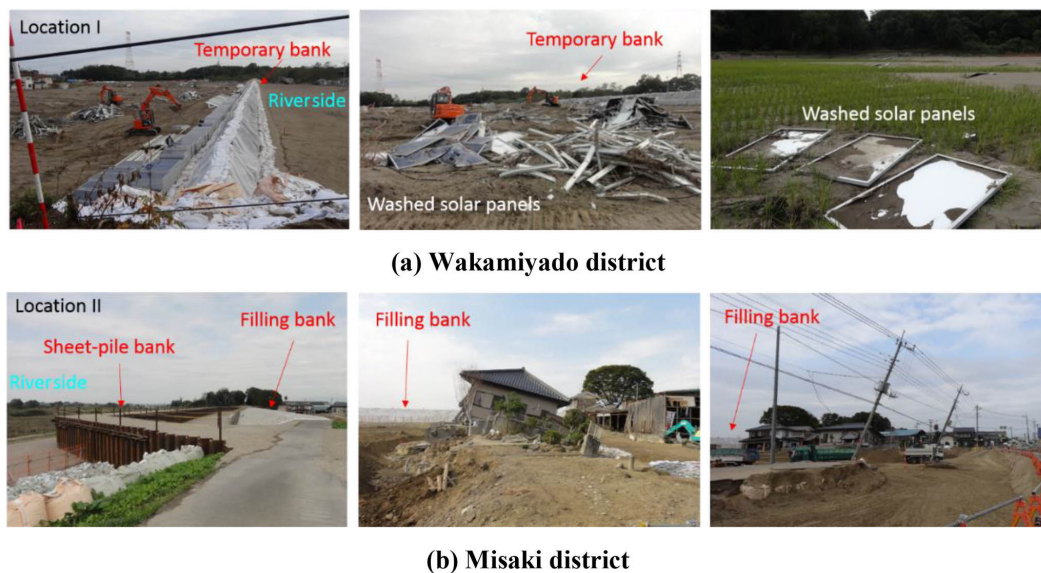 Location I
Temporary bank
Riverside
Temporary bank
Washed solar panels
Washed solar panels
(a) Wakamiyado district
Location II
Filling bank
Sheet-pile bank
Riverside
Filling bank
Filling bank
(b) Misaki district